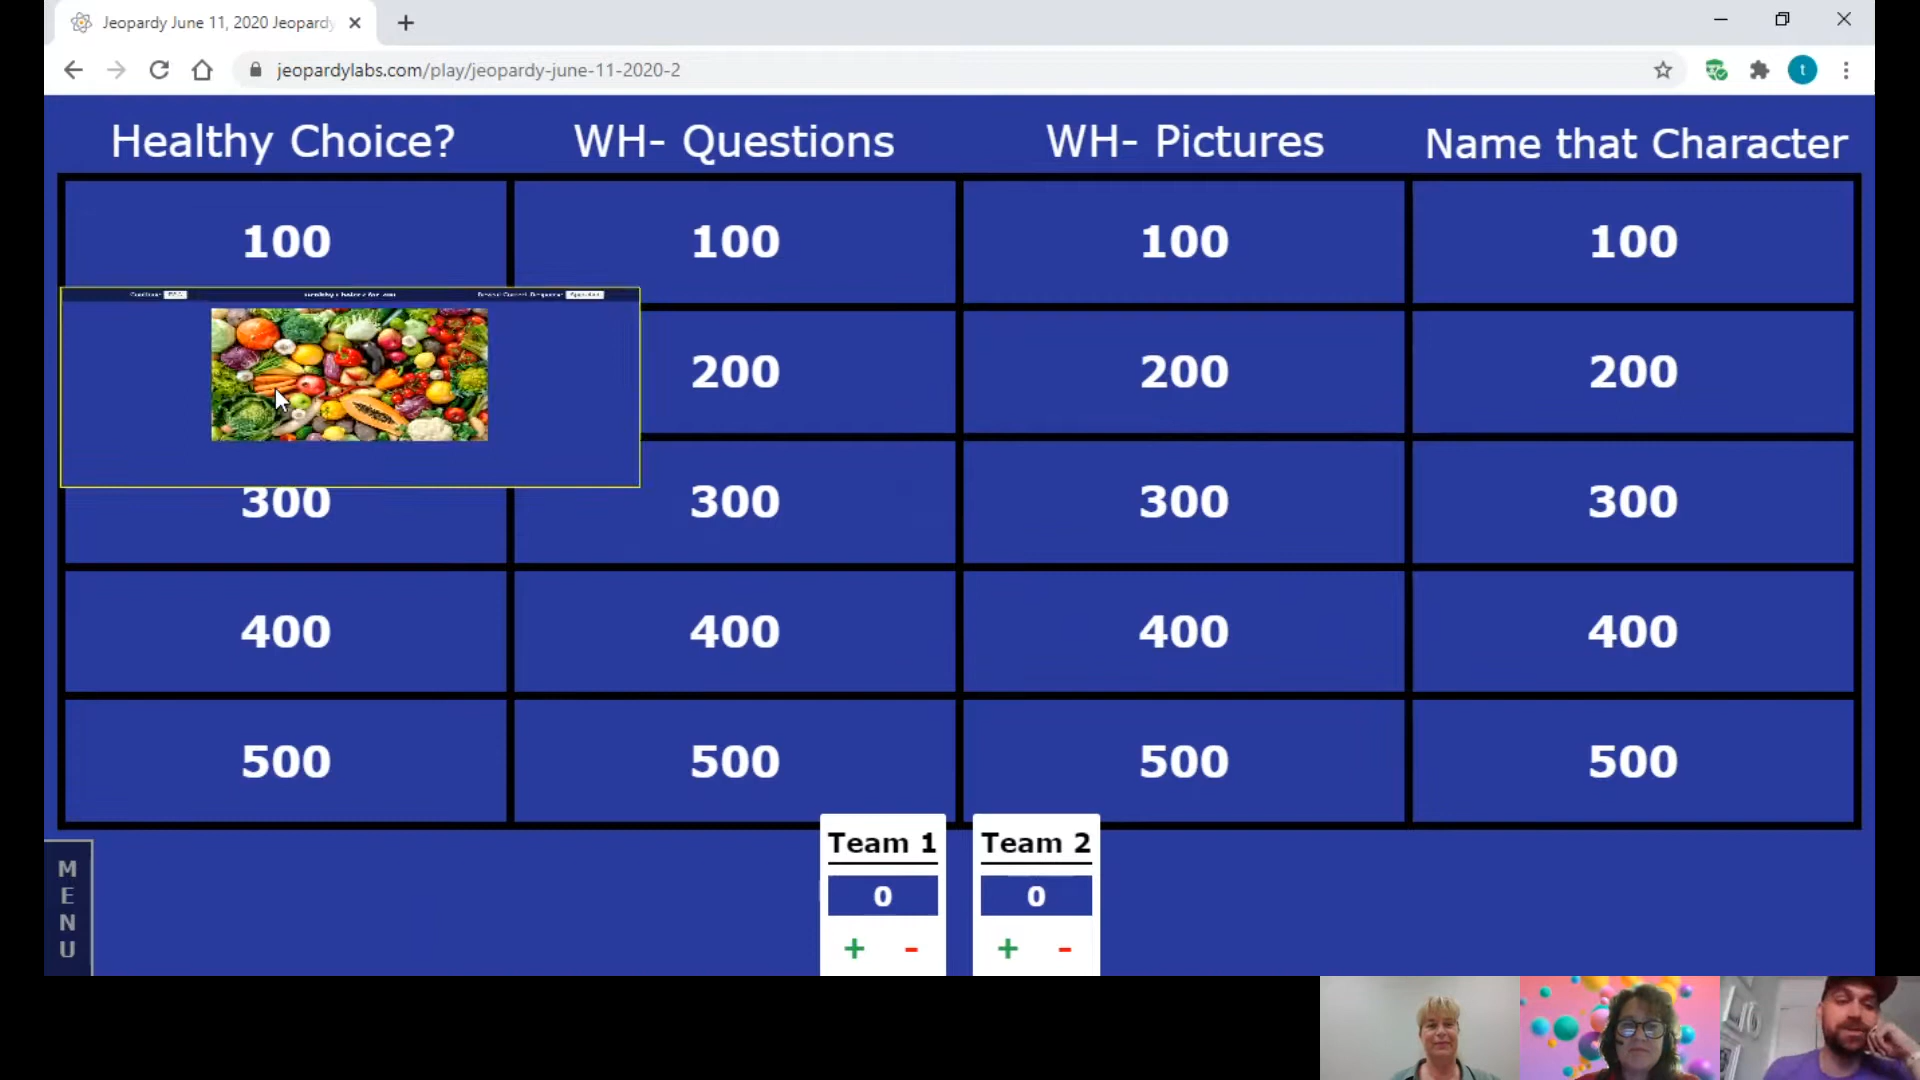 Jeopardy June 11, 2020 Jeopardy
jeopardylabs.com/play/jeopardy-june-11-2020-2
t
Healthy Choice? WH- Questions WH- Pictures Name that Character
100 100 100 100
200 200 200
300 300 300 300
400 400 400 400
500 500 500 500
MENU
Team 1 Team 2
0 0
+ - + -